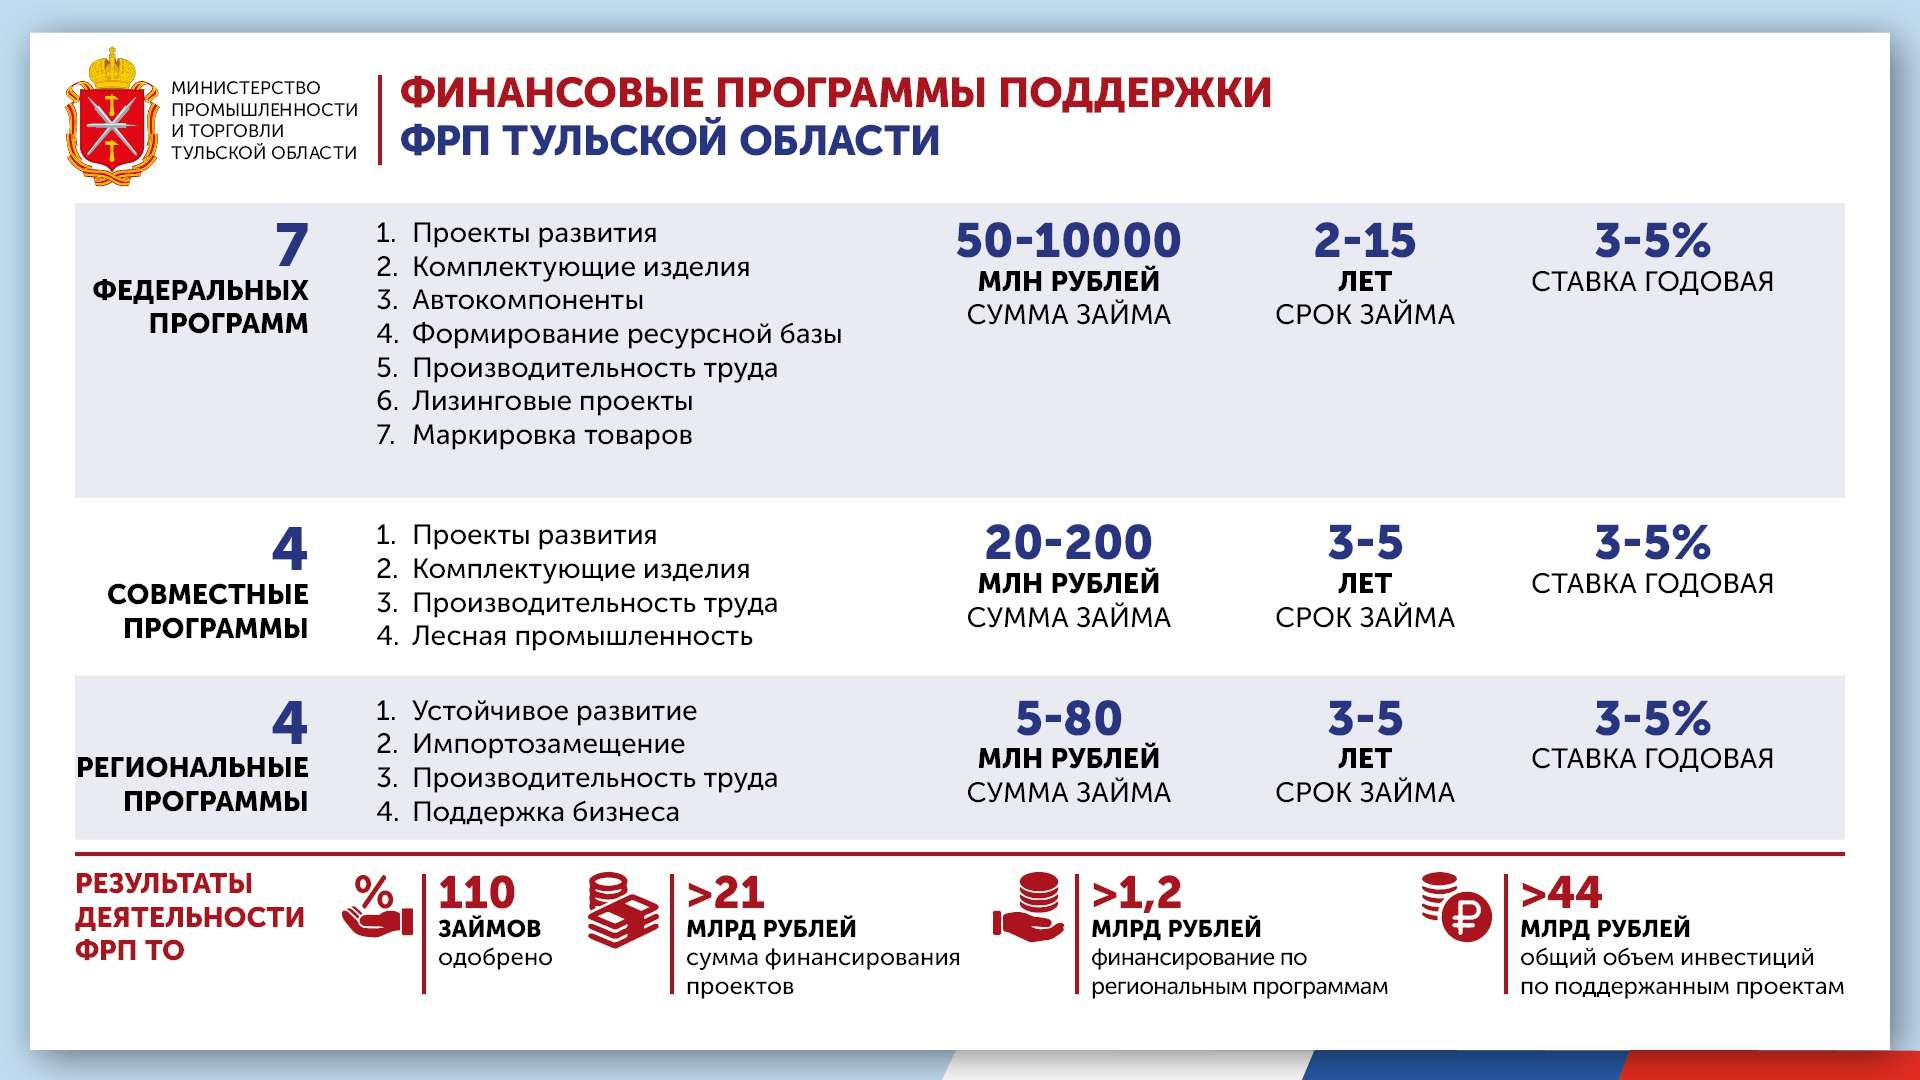 МИНИСТЕРСТВО
ПРОМЫШЛЕННОСТИ
И ТОРГОВЛИ
ТУЛЬСКОЙ ОБЛАСТИ
ФИНАНСОВЫЕ ПРОГРАММЫ ПОДДЕРЖКИ
ФРП ТУЛЬСКОЙ ОБЛАСТИ
7
ФЕДЕРАЛЬНЫХ
ПРОГРАММ
1. Проекты развития
2. Комплектующие изделия
3. Автокомпоненты
4. Формирование ресурсной базы
5. Производительность труда
6. Лизинговые проекты
7. Маркировка товаров
50-10000
МЛН РУБЛЕЙ
СУММА ЗАЙМА
2-15
ЛЕТ
СРОК ЗАЙМА
3-5%
СТАВКА ГОДОВАЯ
4
СОВМЕСТНЫЕ
ПРОГРАММЫ
1. Проекты развития
2. Комплектующие изделия
3. Производительность труда
4. Лесная промышленность
20-200
МЛН РУБЛЕЙ
СУММА ЗАЙМА
3-5
ЛЕТ
СРОК ЗАЙМА
3-5%
СТАВКА ГОДОВАЯ
4
РЕГИОНАЛЬНЫЕ
ПРОГРАММЫ
1. Устойчивое развитие
2. Импортозамещение
3. Производительность труда
4. Поддержка бизнеса
5-80
МЛН РУБЛЕЙ
СУММА ЗАЙМА
3-5
ЛЕТ
СРОК ЗАЙМА
3-5%
СТАВКА ГОДОВАЯ
РЕЗУЛЬТАТЫ
ДЕЯТЕЛЬНОСТИ
ФРП ТО
%
110
ЗАЙМОВ
одобрено
>21
МЛРД РУБЛЕЙ
сумма финансирования
проектов
>1,2
МЛРД РУБЛЕЙ
финансирование по
региональным программам
₽
>44
МЛРД РУБЛЕЙ
общий объем инвестиций
по поддержанным проектам